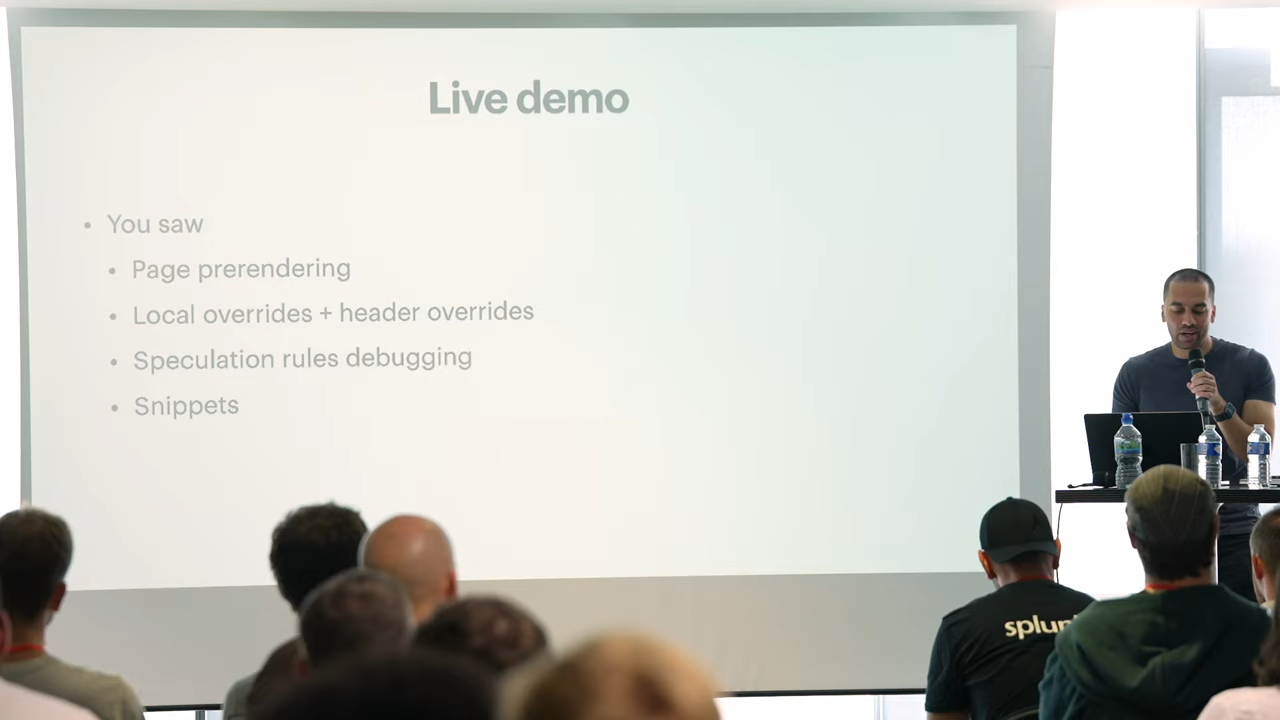 Live demo
• You saw
• Page prerendering
• Local overrides + header overrides
• Speculation rules debugging
• Snippets
splun